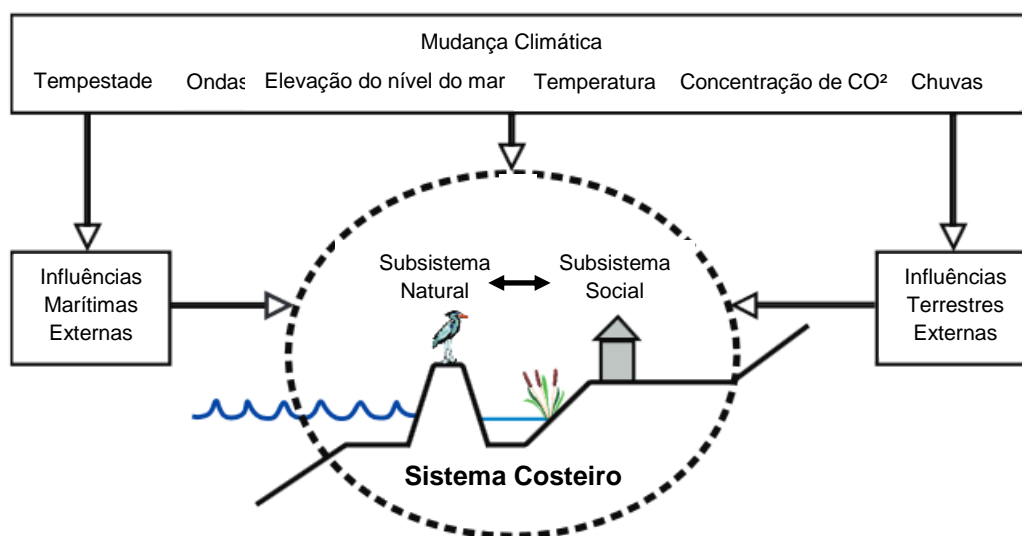 Mudança Climática
Tempestade Ondas Elevação do nível do mar Temperatura Concentração de CO² Chuvas
Influências
Marítimas
Externas
Subsistema
Natural
Subsistema
Social
Influências
Terrestres
Externas
Sistema Costeiro